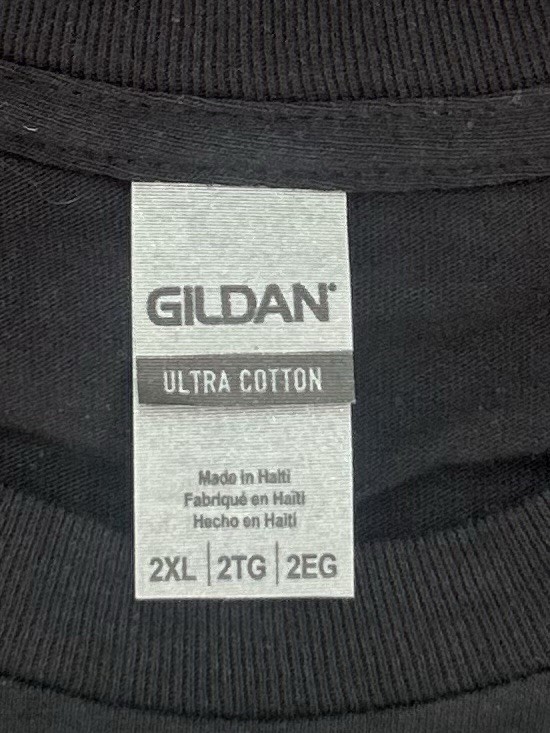 GILDAN®
ULTRA COTTON
Made in Haiti
Fabriqué en Haïti
Hecho en Haití
2XL | 2TG | 2EG